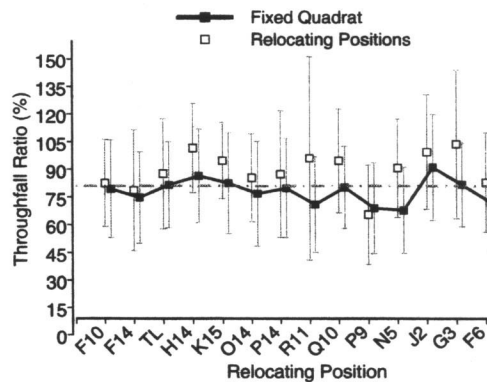 Fixed Quadrat
Relocating Positions
Throughfall Ratio (%)
150
135
120
105
90
75
60
45
30
15
0
F10
F14
TL
H14
K15
O14
P14
R11
Q10
P9
N5
J2
G3
F6
Relocating Position